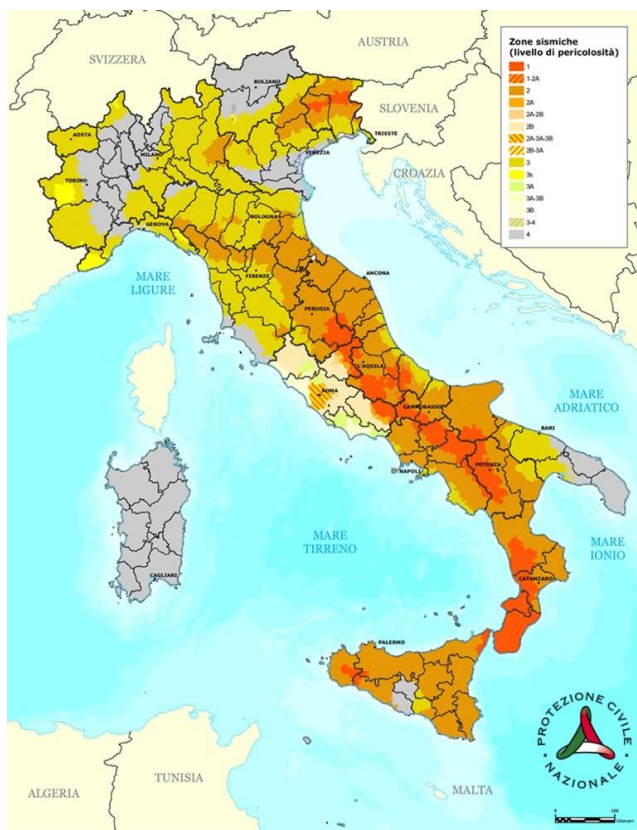 AUSTRIA
SVIZZERA
Zone sismiche
(livello di pericolosità)
1
1-2A
2
2A
2A-2B
2B
2A-3A-3B
2B-3A
3
3s
3A
3A-3B
3B
3-4
4
BOLZANO
SLOVENIA
AOSTA
TRIESTE
MILANO
VENEZIA
CROAZIA
TORINO
BOLOGNA
GENOVA
MARE
LIGURE
FIRENZE
ANCONA
PERUGIA
L'AQUILA
MARE
ADRIATICO
ROMA
CAMPOBASSO
BARI
NAPOLI
POTENZA
MARE
TIRRENO
MARE
IONIO
CAGLIARI
CATANZARO
PALERMO
PROTEZIONE CIVILE
NAZIONALE
TUNISIA
ALGERIA
MALTA
0
100